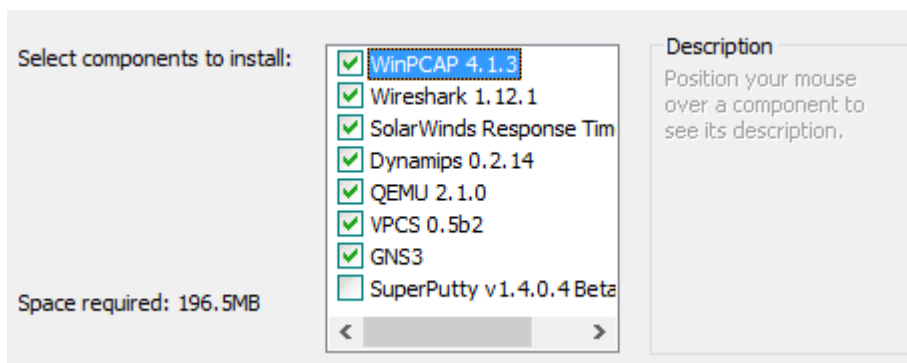 Select components to install:
WinPCAP 4.1.3
Wireshark 1.12.1
SolarWinds Response Tim
Dynamips 0.2.14
QEMU 2.1.0
VPCS 0.5b2
GNS3
SuperPutty v1.4.0.4 Beta
Space required: 196.5MB
Description
Position your mouse
over a component to
see its description.